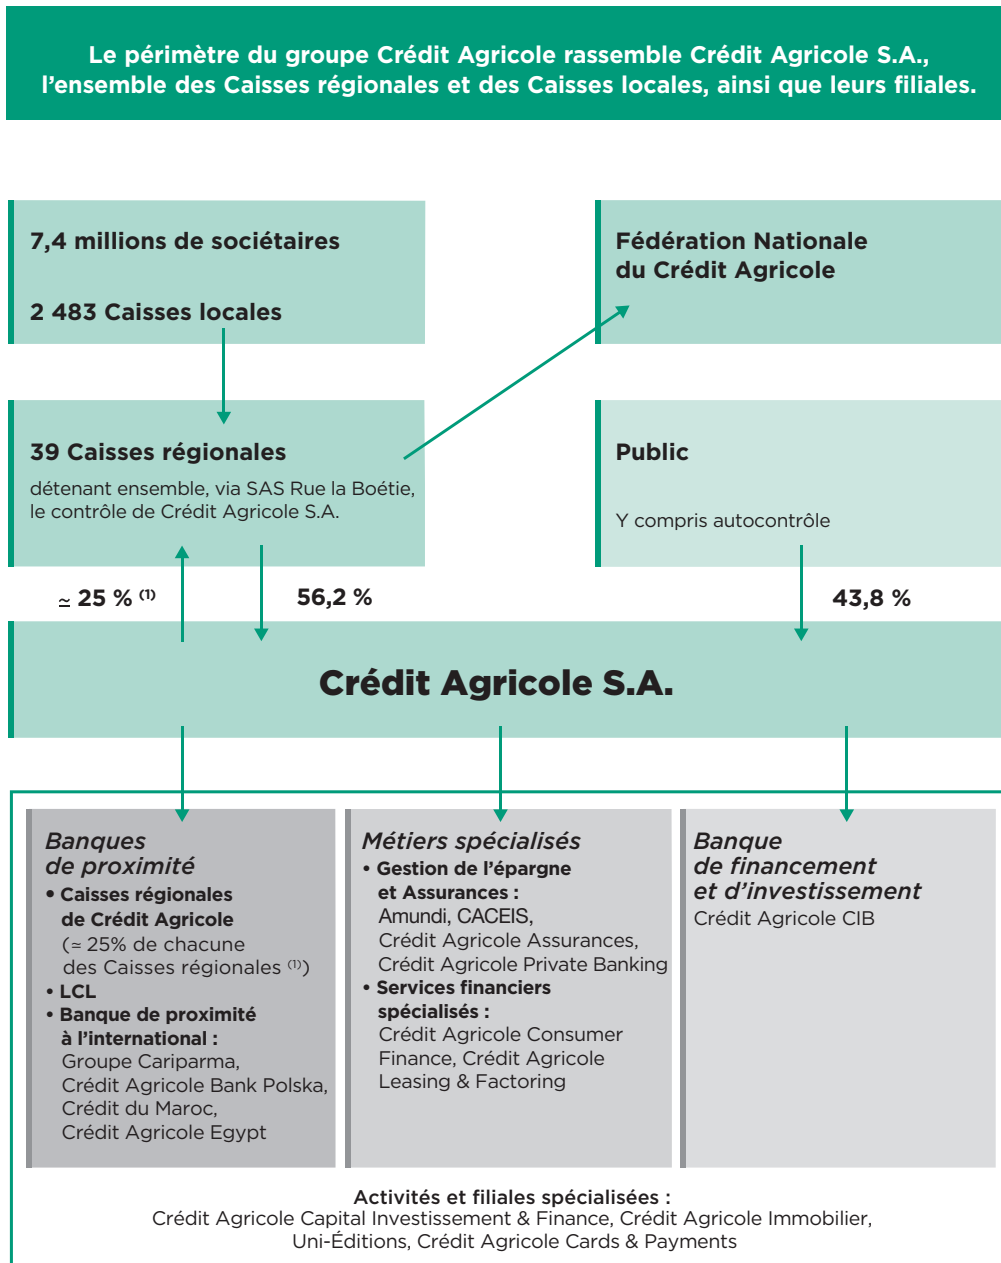 Le périmètre du groupe Crédit Agricole rassemble Crédit Agricole S.A.,
l'ensemble des Caisses régionales et des Caisses locales, ainsi que leurs filiales.
7,4 millions de sociétaires
2 483 Caisses locales
Fédération Nationale
du Crédit Agricole
39 Caisses régionales
détenant ensemble, via SAS Rue la Boétie,
le contrôle de Crédit Agricole S.A.
Public
Y compris autocontrôle
≃ 25 % (1)
56,2 %
43,8 %
Crédit Agricole S.A.
Banques
de proximité
• Caisses régionales
de Crédit Agricole
(≃ 25% de chacune
des Caisses régionales (1))
• LCL
• Banque de proximité
à l'international :
Groupe Cariparma,
Crédit Agricole Bank Polska,
Crédit du Maroc,
Crédit Agricole Egypt
Métiers spécialisés
• Gestion de l'épargne
et Assurances :
Amundi, CACEIS,
Crédit Agricole Assurances,
Crédit Agricole Private Banking
• Services financiers
spécialisés :
Crédit Agricole Consumer
Finance, Crédit Agricole
Leasing & Factoring
Banque
de financement
et d'investissement
Crédit Agricole CIB
Activités et filiales spécialisées :
Crédit Agricole Capital Investissement & Finance, Crédit Agricole Immobilier,
Uni-Éditions, Crédit Agricole Cards & Payments